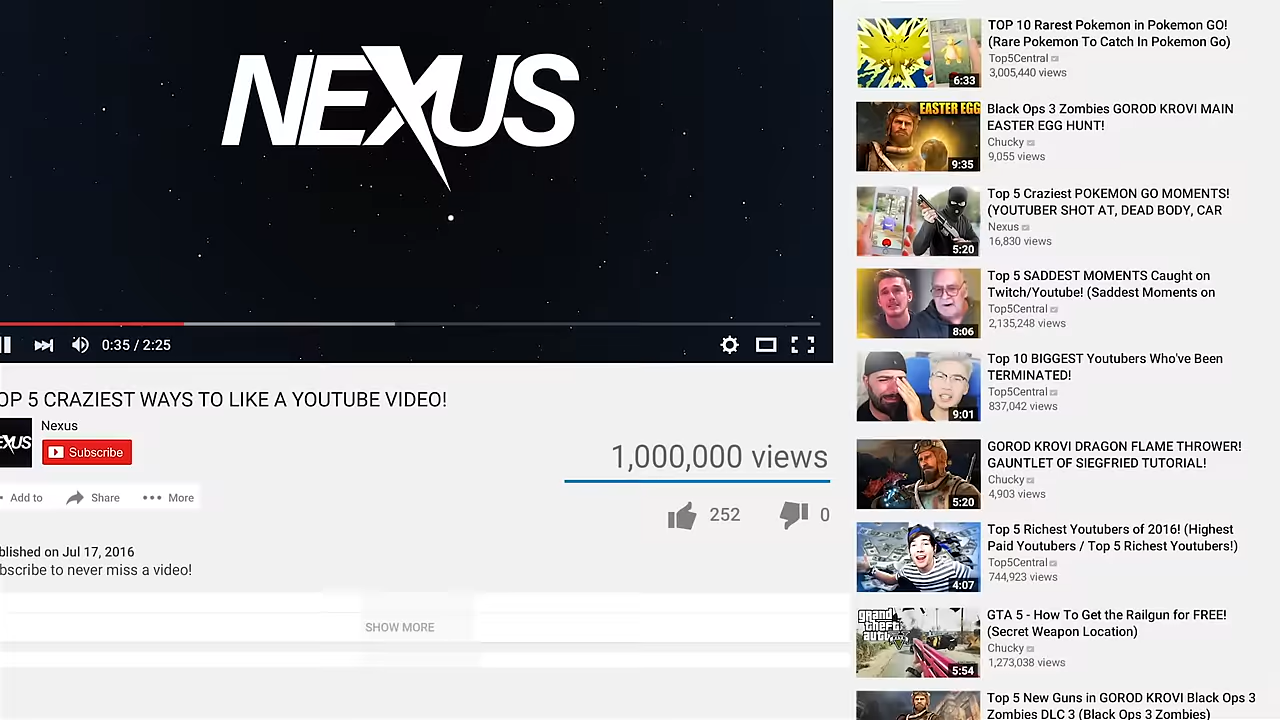 NEXUS
0:35 / 2:25
OP 5 CRAZIEST WAYS TO LIKE A YOUTUBE VIDEO!
EXUS
Nexus
Subscribe
1,000,000 views
Add to
Share
More
252
0
blished on Jul 17, 2016
bscribe to never miss a video!
SHOW MORE
6:33
TOP 10 Rarest Pokemon in Pokemon GO!
(Rare Pokemon To Catch In Pokemon Go)
Top5Central
3,005,440 views
EASTER EGG
9:35
Black Ops 3 Zombies GOROD KROVI MAIN
EASTER EGG HUNT!
Chucky
9,055 views
5:20
Top 5 Craziest POKEMON GO MOMENTS!
(YOUTUBER SHOT AT, DEAD BODY, CAR
Nexus
16,830 views
8:06
Top 5 SADDEST MOMENTS Caught on
Twitch/Youtube! (Saddest Moments on
Top5Central
2,135,248 views
9:01
Top 10 BIGGEST Youtubers Who've Been
TERMINATED!
Top5Central
837,042 views
5:20
GOROD KROVI DRAGON FLAME THROWER!
GAUNTLET OF SIEGFRIED TUTORIAL!
Chucky
4,903 views
4:07
Top 5 Richest Youtubers of 2016! (Highest
Paid Youtubers / Top 5 Richest Youtubers!)
Top5Central
744,923 views
grand
theft
auto
5:54
GTA 5 - How To Get the Railgun for FREE!
(Secret Weapon Location)
Chucky
1,273,038 views
Top 5 New Guns in GOROD KROVI Black Ops 3
Zombies DLC 3 (Black Ops 3 Zombies)